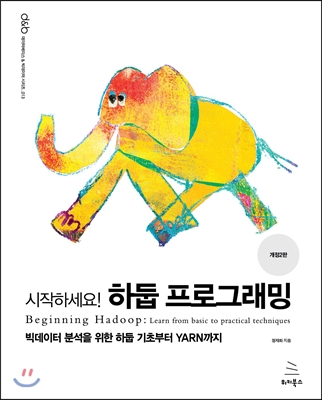 d&b
개정2판
시작하세요! 하둡 프로그래밍
Beginning Hadoop: Learn from basic to practical techniques
빅데이터 분석을 위한 하둡 기초부터 YARN까지
정재화 지음
위키북스